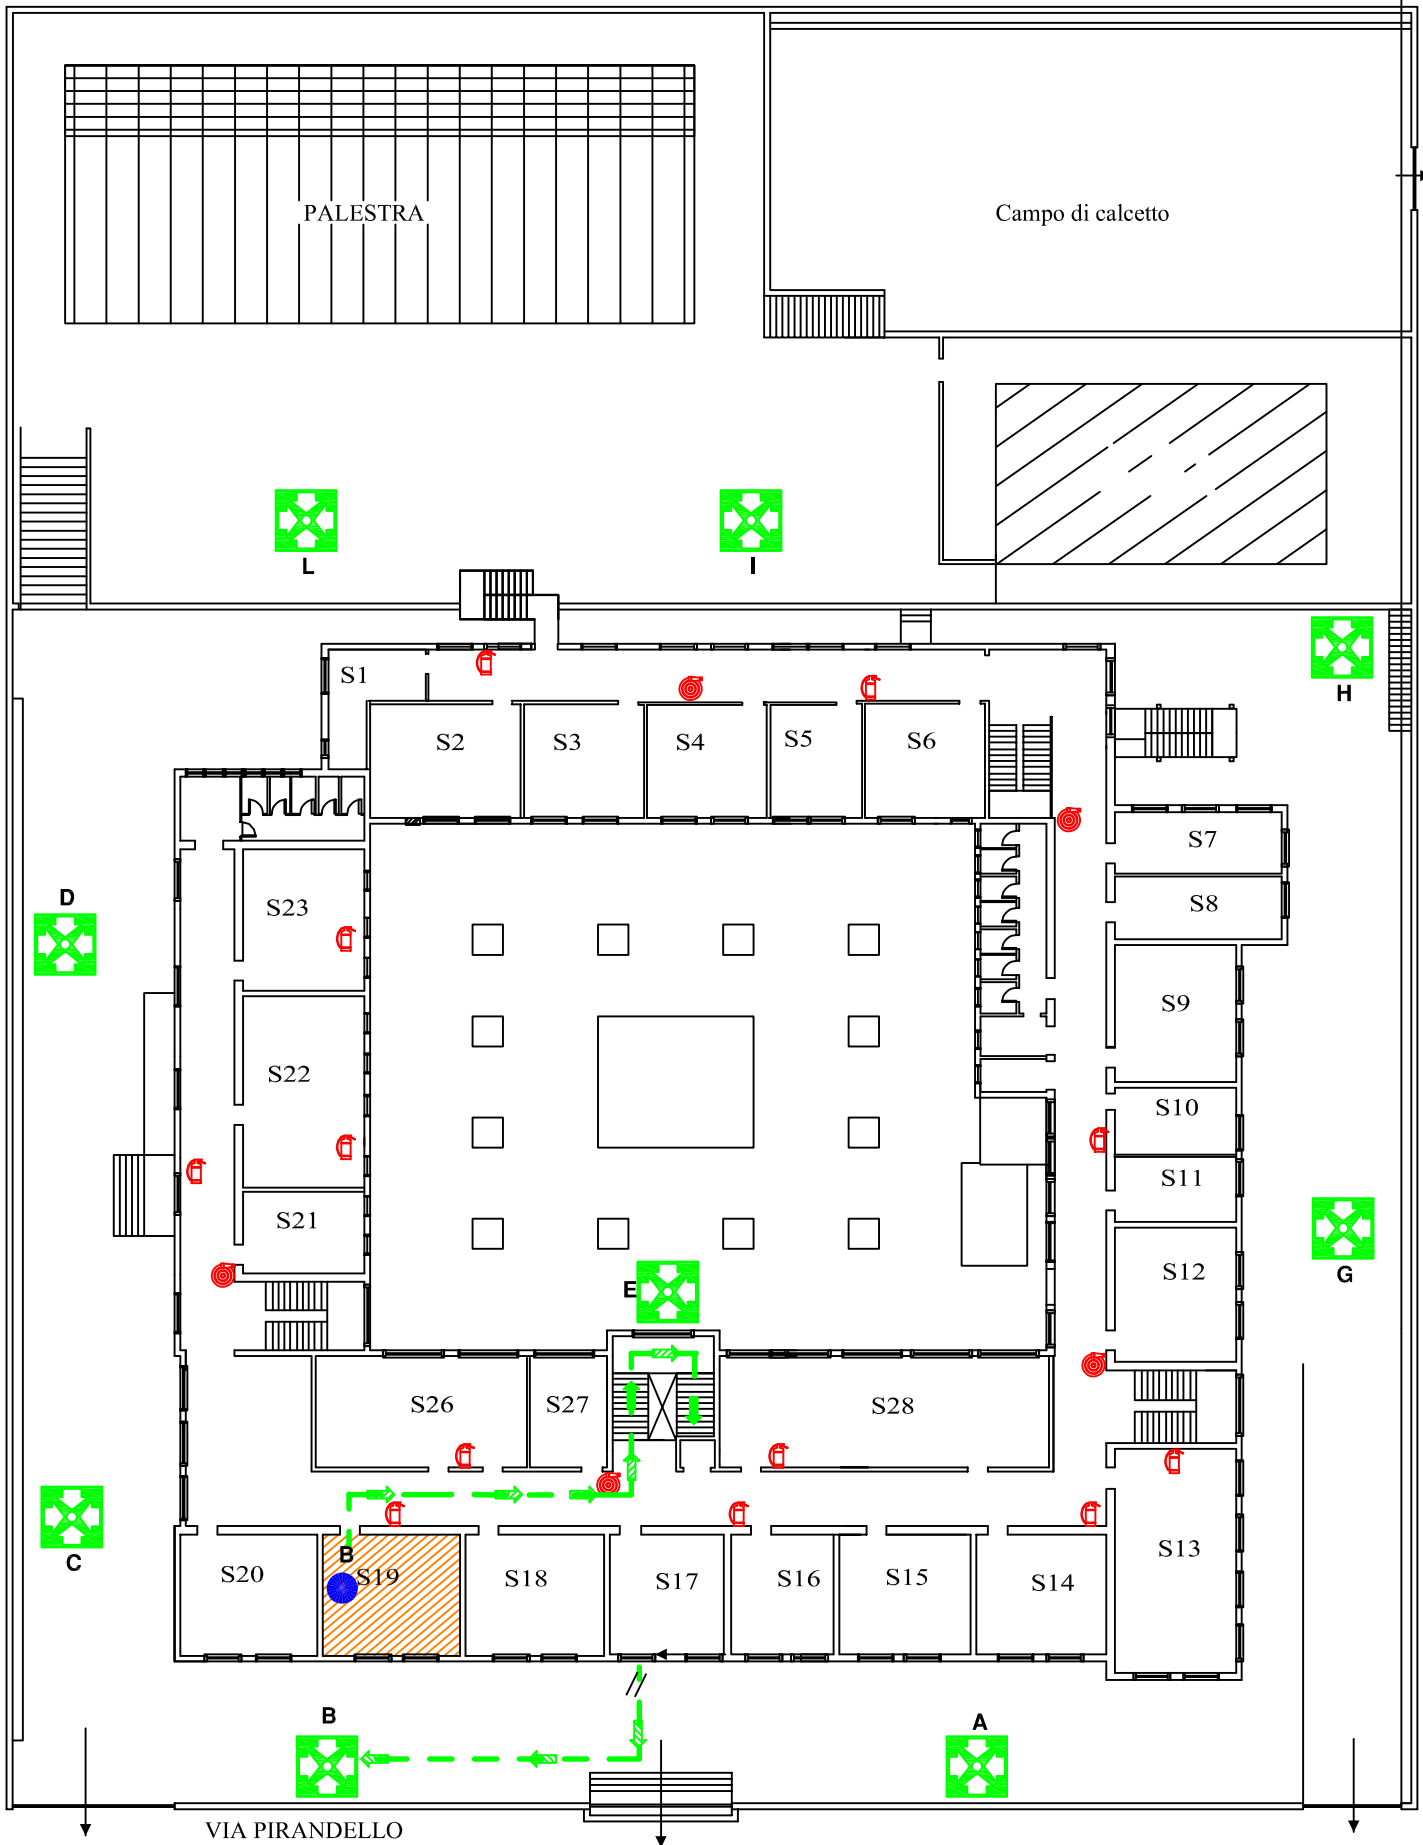 PALESTRA
Campo di calcetto
L
I
H
S1
S2
S3
S4
S5
S6
S7
S8
D
S23
S9
S22
S10
S11
S21
S12
G
E
S26
S27
S28
C
B
S20
S19
S18
S17
S16
S15
S14
S13
B
A
VIA PIRANDELLO